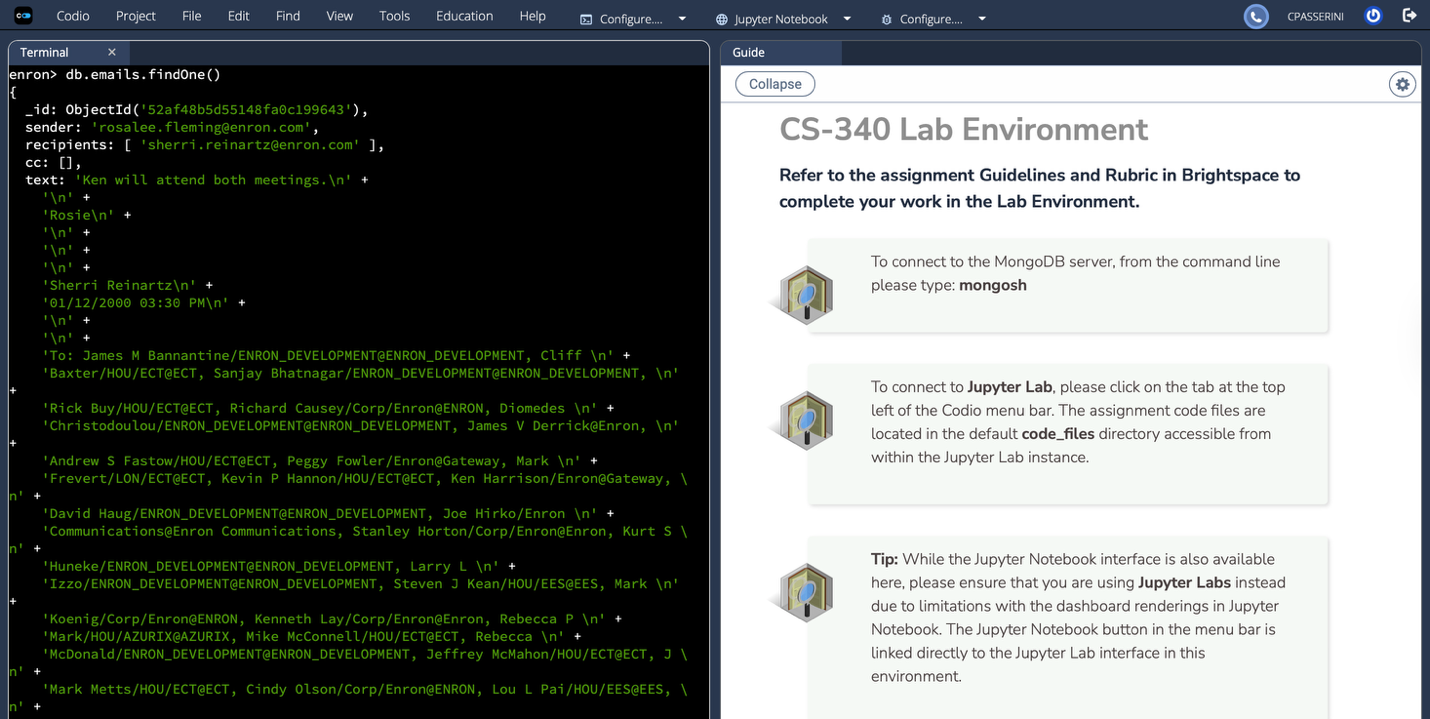 Codio Project File Edit Find View Tools Education Help Configure.... Jupyter Notebook Configure.... CPASSERINI
Terminal ×
enron> db.emails.findOne()
{
  _id: ObjectId('52af48b5d55148fa0c199643'),
  sender: 'rosalee.fleming@enron.com',
  recipients: [ 'sherri.reinartz@enron.com' ],
  cc: [],
  text: 'Ken will attend both meetings.\n' +
    '\n' +
    'Rosie\n' +
    '\n' +
    '\n' +
    '\n' +
    'Sherri Reinartz\n' +
    '01/12/2000 03:30 PM\n' +
    '\n' +
    '\n' +
    'To: James M Bannantine/ENRON_DEVELOPMENT@ENRON_DEVELOPMENT, Cliff \n' +
    'Baxter/HOU/ECT@ECT, Sanjay Bhatnagar/ENRON_DEVELOPMENT@ENRON_DEVELOPMENT, \n'
+
    'Rick Buy/HOU/ECT@ECT, Richard Causey/Corp/Enron@ENRON, Diomedes \n' +
    'Christodoulou/ENRON_DEVELOPMENT@ENRON_DEVELOPMENT, James V Derrick@Enron, \n'
+
    'Andrew S Fastow/HOU/ECT@ECT, Peggy Fowler/Enron@Gateway, Mark \n' +
    'Frevert/LON/ECT@ECT, Kevin P Hannon/HOU/ECT@ECT, Ken Harrison/Enron@Gateway, \
n' +
    'David Haug/ENRON_DEVELOPMENT@ENRON_DEVELOPMENT, Joe Hirko/Enron \n' +
    'Communications@Enron Communications, Stanley Horton/Corp/Enron@Enron, Kurt S \
n' +
    'Huneke/ENRON_DEVELOPMENT@ENRON_DEVELOPMENT, Larry L \n' +
    'Izzo/ENRON_DEVELOPMENT@ENRON_DEVELOPMENT, Steven J Kean/HOU/EES@EES, Mark \n'
+
    'Koenig/Corp/Enron@ENRON, Kenneth Lay/Corp/Enron@Enron, Rebecca P \n' +
    'Mark/HOU/AZURIX@AZURIX, Mike McConnell/HOU/ECT@ECT, Rebecca \n' +
    'McDonald/ENRON_DEVELOPMENT@ENRON_DEVELOPMENT, Jeffrey McMahon/HOU/ECT@ECT, J \
n' +
    'Mark Metts/HOU/ECT@ECT, Cindy Olson/Corp/Enron@ENRON, Lou L Pai/HOU/EES@EES, \
n' +
Guide
Collapse
CS-340 Lab Environment
Refer to the assignment Guidelines and Rubric in Brightspace to
complete your work in the Lab Environment.
To connect to the MongoDB server, from the command line
please type: mongosh
To connect to Jupyter Lab, please click on the tab at the top
left of the Codio menu bar. The assignment code files are
located in the default code_files directory accessible from
within the Jupyter Lab instance.
Tip: While the Jupyter Notebook interface is also available
here, please ensure that you are using Jupyter Labs instead
due to limitations with the dashboard renderings in Jupyter
Notebook. The Jupyter Notebook button in the menu bar is
linked directly to the Jupyter Lab interface in this
environment.